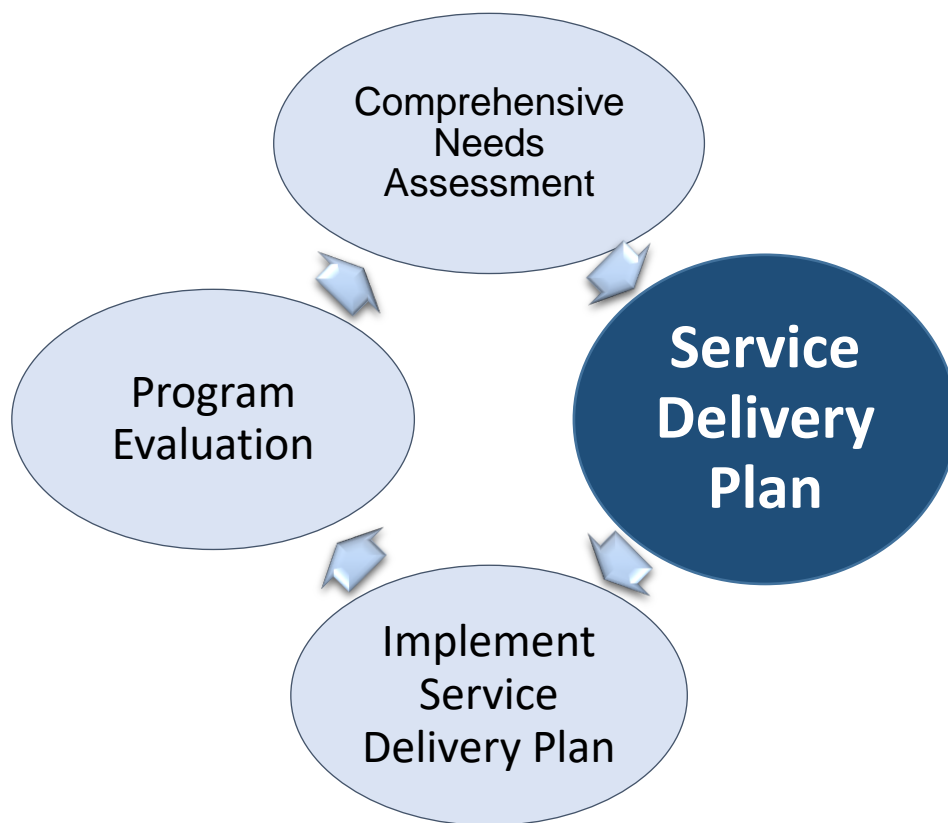 Comprehensive
Needs
Assessment
Service
Delivery
Plan
Program
Evaluation
Implement
Service
Delivery Plan